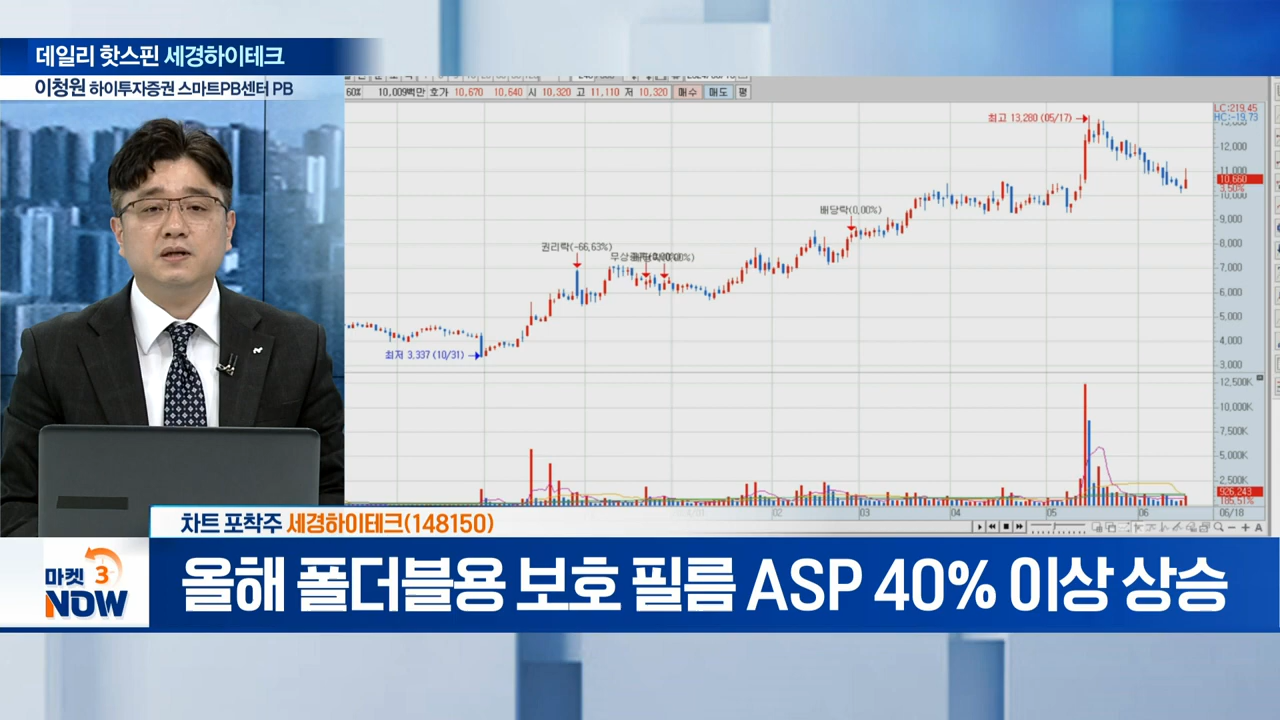 데일리 핫스핀 세경하이테크
이청원 하이투자증권 스마트PB센터 PB
60% 10,009백만 호가 10,670 10,640 시 10,320 고 11,110 저 10,320 매수 매도 평
LC:219.45
HC:-19.73
최고 13,280 (05/17)
13,000
12,000
11,000
10,660
3.50%
10,000
배당락(0.00%)
9,000
권리락(-66,63%)
8,000
무상
7,000
6,000
5,000
4,000
최저 3,337 (10/31)
3,000
12,500K
10,000K
7,500K
5,000K
2,500K
926,243
185.51%
02 03 04 05 06 06/18
차트 포착주 세경하이테크(148150)
마켓 3
NOW
올해 폴더블용 보호 필름 ASP 40% 이상 상승